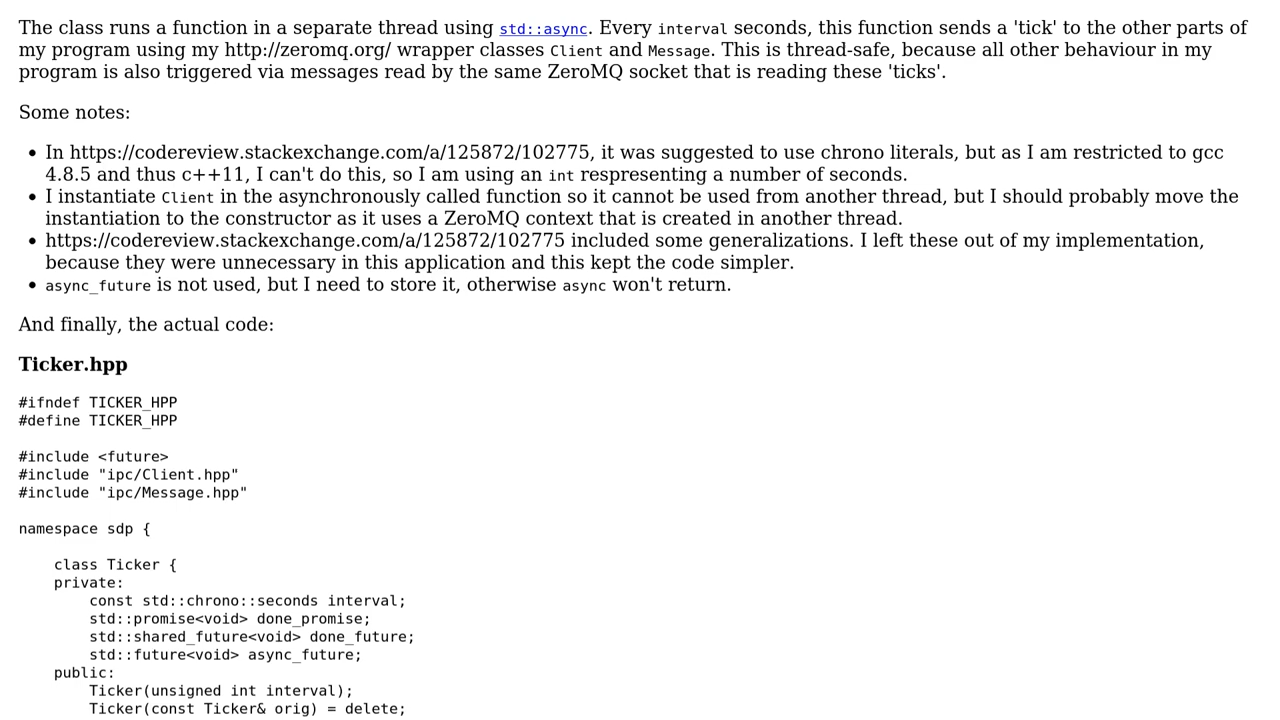 The class runs a function in a separate thread using std::async. Every interval seconds, this function sends a 'tick' to the other parts of
my program using my http://zeromq.org/ wrapper classes Client and Message. This is thread-safe, because all other behaviour in my
program is also triggered via messages read by the same ZeroMQ socket that is reading these 'ticks'.
Some notes:
• In https://codereview.stackexchange.com/a/125872/102775, it was suggested to use chrono literals, but as I am restricted to gcc
4.8.5 and thus c++11, I can't do this, so I am using an int respresenting a number of seconds.
• I instantiate Client in the asynchronously called function so it cannot be used from another thread, but I should probably move the
instantiation to the constructor as it uses a ZeroMQ context that is created in another thread.
• https://codereview.stackexchange.com/a/125872/102775 included some generalizations. I left these out of my implementation,
because they were unnecessary in this application and this kept the code simpler.
• async_future is not used, but I need to store it, otherwise async won't return.
And finally, the actual code:
Ticker.hpp
#ifndef TICKER_HPP
#define TICKER_HPP
#include <future>
#include "ipc/Client.hpp"
#include "ipc/Message.hpp"
namespace sdp {
    class Ticker {
    private:
        const std::chrono::seconds interval;
        std::promise<void> done_promise;
        std::shared_future<void> done_future;
        std::future<void> async_future;
    public:
        Ticker(unsigned int interval);
        Ticker(const Ticker& orig) = delete;